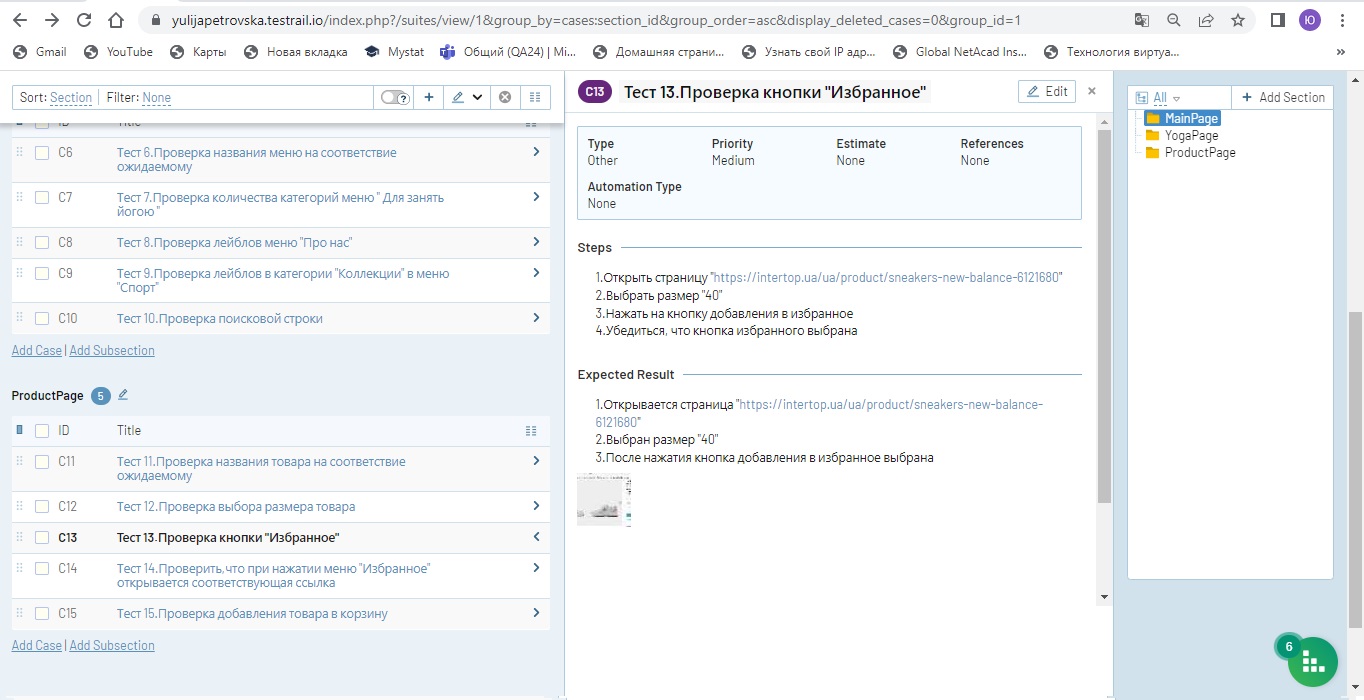 yulijapetrovska.testrail.io/index.php?/suites/view/1&group_by=cases:section_id&group_order=asc&display_deleted_cases=0&group_id=1
Ю
Gmail
YouTube
Карты
Новая вкладка
Mystat
Общий (QA24) | Mi...
Домашняя страни...
Узнать свой IP адр...
Global NetAcad Ins...
Технология виртуа...
»
Sort: Section
Filter: None
ID
Title
C6
Тест 6.Проверка названия меню на соответствие
ожидаемому
C7
Тест 7.Проверка количества категорий меню " Для занять
йогою"
C8
Тест 8.Проверка лейблов меню "Про нас"
C9
Тест 9.Проверка лейблов в категории "Коллекции" в меню
"Спорт"
C10
Тест 10.Проверка поисковой строки
Add Case | Add Subsection
ProductPage 5
ID
Title
C11
Тест 11.Проверка названия товара на соответствие
ожидаемому
C12
Тест 12.Проверка выбора размера товара
C13
Тест 13.Проверка кнопки "Избранное"
C14
Тест 14.Проверить,что при нажатии меню "Избранное"
открывается соответствующая ссылка
C15
Тест 15.Проверка добавления товара в корзину
Add Case | Add Subsection
C13
Тест 13.Проверка кнопки "Избранное"
Edit
Type
Other
Priority
Medium
Estimate
None
References
None
Automation Type
None
Steps
1.Открыть страницу "https://intertop.ua/ua/product/sneakers-new-balance-6121680"
2.Выбрать размер "40"
3.Нажать на кнопку добавления в избранное
4.Убедиться, что кнопка избранного выбрана
Expected Result
1.Открывается страница "https://intertop.ua/ua/product/sneakers-new-balance-
6121680"
2.Выбран размер "40"
3.После нажатия кнопка добавления в избранное выбрана
All
+ Add Section
MainPage
YogaPage
ProductPage
6